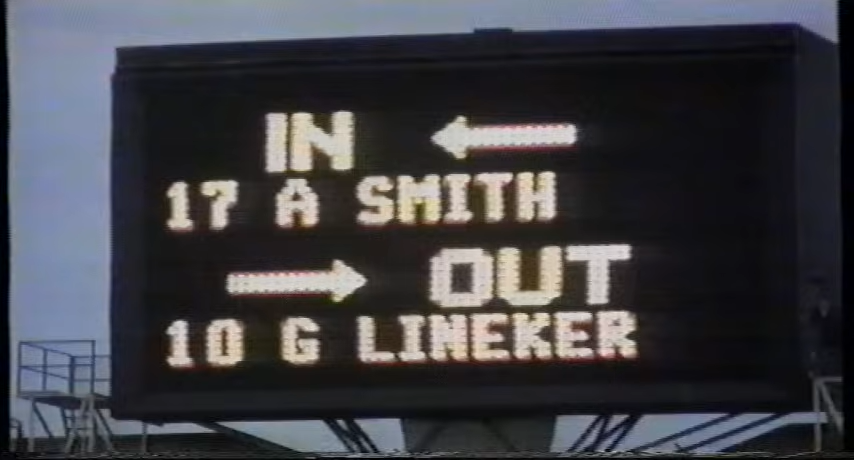 IN ←
17 A SMITH
→ OUT
10 G LINEKER